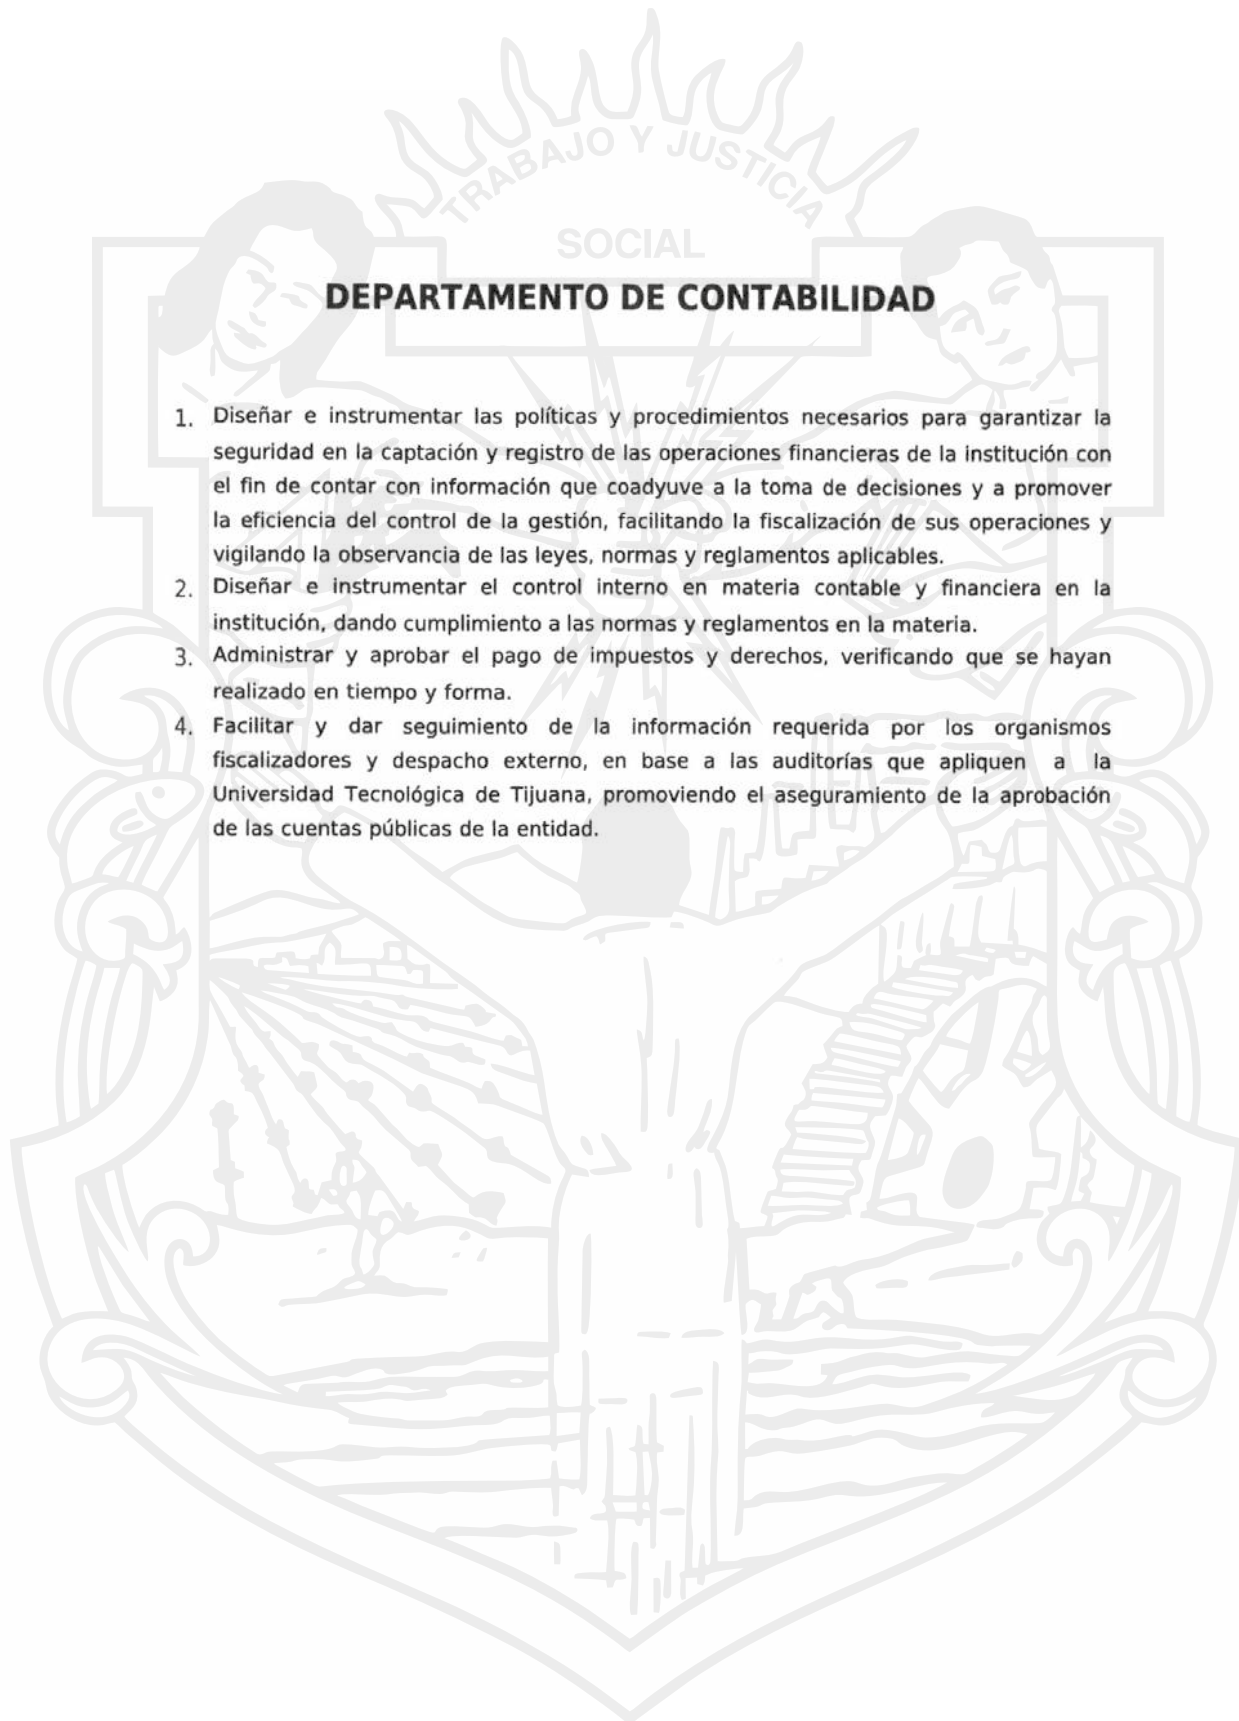 TRABAJO Y JUSTICIA
SOCIAL
DEPARTAMENTO DE CONTABILIDAD
1. Diseñar e instrumentar las políticas y procedimientos necesarios para garantizar la
seguridad en la captación y registro de las operaciones financieras de la institución con
el fin de contar con información que coadyuve a la toma de decisiones y a promover
la eficiencia del control de la gestión, facilitando la fiscalización de sus operaciones y
vigilando la observancia de las leyes, normas y reglamentos aplicables.
2. Diseñar e instrumentar el control interno en materia contable y financiera en la
institución, dando cumplimiento a las normas y reglamentos en la materia.
3. Administrar y aprobar el pago de impuestos y derechos, verificando que se hayan
realizado en tiempo y forma.
4. Facilitar y dar seguimiento de la información requerida por los organismos
fiscalizadores y despacho externo, en base a las auditorías que apliquen a la
Universidad Tecnológica de Tijuana, promoviendo el aseguramiento de la aprobación
de las cuentas públicas de la entidad.